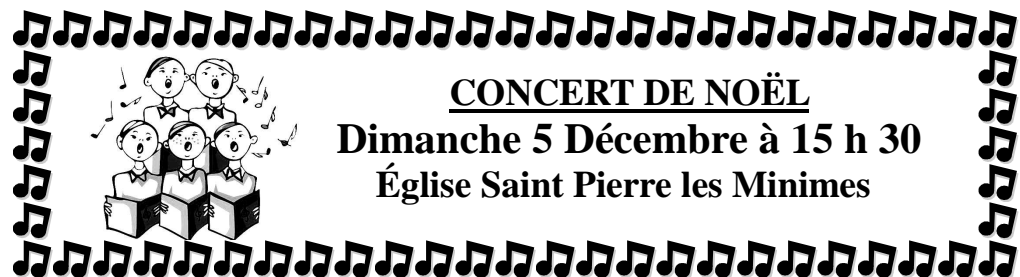 CONCERT DE NOËL
Dimanche 5 Décembre à 15 h 30
Église Saint Pierre les Minimes